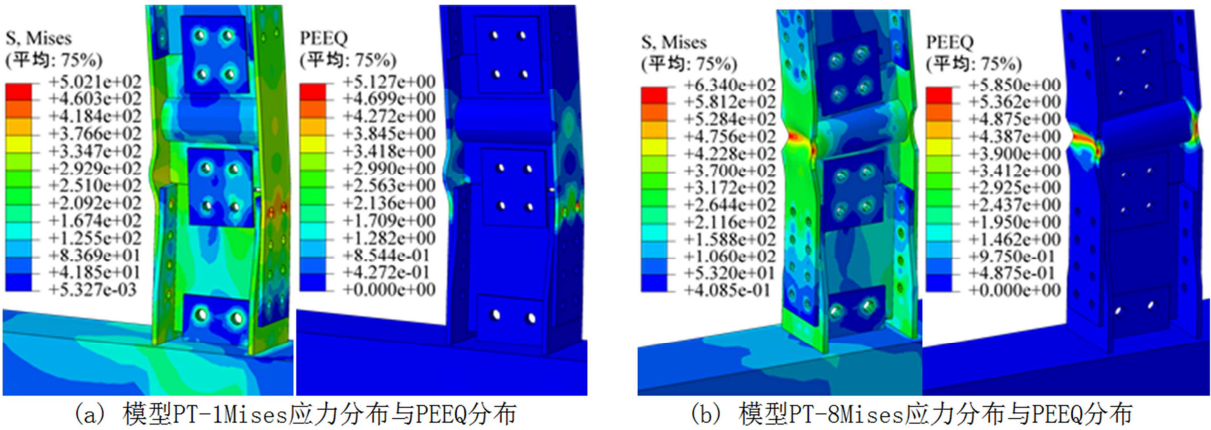 S, Mises
(平均: 75%)
+5.021e+02
+4.603e+02
+4.184e+02
+3.766e+02
+3.347e+02
+2.929e+02
+2.510e+02
+2.092e+02
+1.674e+02
+1.255e+02
+8.369e+01
+4.185e+01
+5.327e-03
PEEQ
(平均: 75%)
+5.127e+00
+4.699e+00
+4.272e+00
+3.845e+00
+3.418e+00
+2.990e+00
+2.563e+00
+2.136e+00
+1.709e+00
+1.282e+00
+8.544e-01
+4.272e-01
+0.000e+00
(a) 模型PT-1Mises应力分布与PEEQ分布
S, Mises
(平均: 75%)
+6.340e+02
+5.812e+02
+5.284e+02
+4.756e+02
+4.228e+02
+3.700e+02
+3.172e+02
+2.644e+02
+2.116e+02
+1.588e+02
+1.060e+02
+5.320e+01
+4.085e-01
PEEQ
(平均: 75%)
+5.850e+00
+5.362e+00
+4.875e+00
+4.387e+00
+3.900e+00
+3.412e+00
+2.925e+00
+2.437e+00
+1.950e+00
+1.462e+00
+9.750e-01
+4.875e-01
+0.000e+00
(b) 模型PT-8Mises应力分布与PEEQ分布